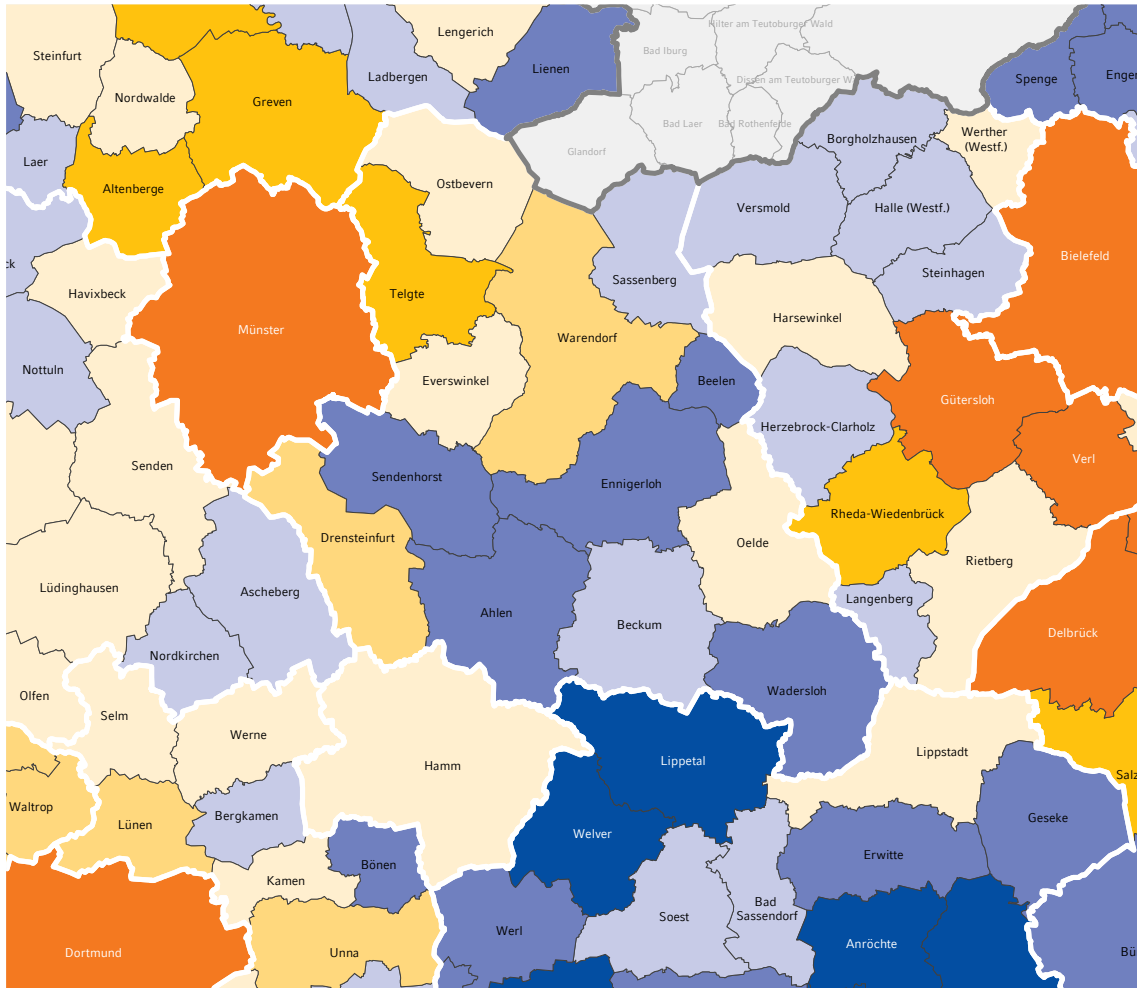 Hilter am Teutoburger Wald
Lengerich
Bad Iburg
Steinfurt
Lienen
Ladbergen
Spenge
Enger
Dissen am Teutoburger W
Nordwalde
Greven
Bad Laer
Bad Rothenfelde
Glandorf
Borgholzhausen
Werther
(Westf.)
Laer
Altenberge
Ostbevern
Versmold
Halle (Westf.)
Bielefeld
ck
Steinhagen
Sassenberg
Havixbeck
Telgte
Harsewinkel
Münster
Warendorf
Nottuln
Everswinkel
Beelen
Gütersloh
Herzebrock-Clarholz
Verl
Senden
Sendenhorst
Ennigerloh
Rheda-Wiedenbrück
Drensteinfurt
Oelde
Rietberg
Lüdinghausen
Ascheberg
Langenberg
Ahlen
Beckum
Delbrück
Nordkirchen
Wadersloh
Olfen
Selm
Werne
Lippstadt
Hamm
Lippetal
Salz
Waltrop
Bergkamen
Lünen
Geseke
Welver
Erwitte
Bönen
Kamen
Bad
Sassendorf
Soest
Werl
Anröchte
Dortmund
Unna
Bü